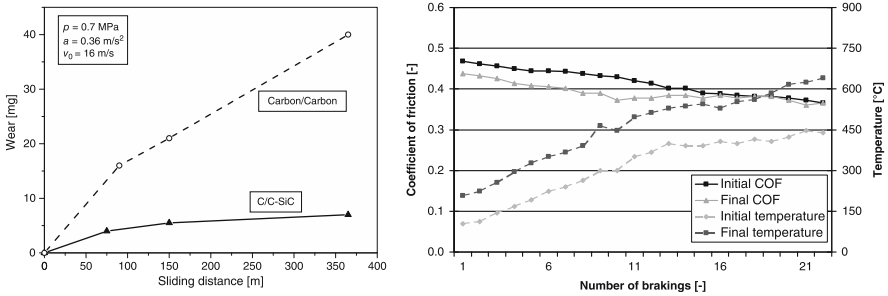 p = 0.7 MPa
a = 0.36 m/s²
v₀ = 16 m/s
Carbon/Carbon
C/C-SiC
Wear [mg]
40
30
20
10
0
0 50 100 150 200 250 300 350 400
Sliding distance [m]
Coefficient of friction [-]
0.6
0.5
0.4
0.3
0.2
0.1
0.0
900
750
600
450
300
150
0
Temperature [°C]
Initial COF
Final COF
Initial temperature
Final temperature
1 6 11 16 21
Number of brakings [-]